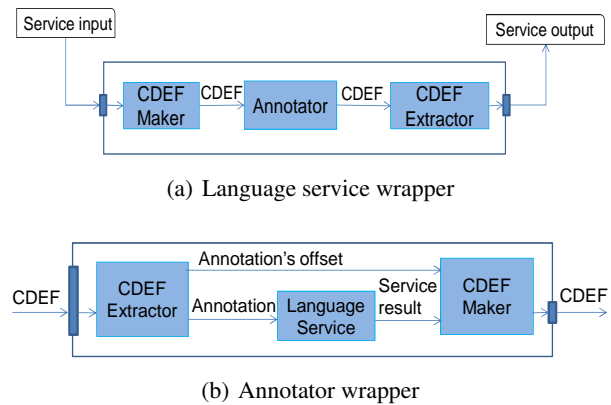 Service input
Service output
CDEF
Maker
CDEF
Annotator
CDEF
CDEF
Extractor
(a) Language service wrapper
CDEF
CDEF
Extractor
Annotation's offset
Annotation
Language
Service
Service
result
CDEF
Maker
CDEF
(b) Annotator wrapper